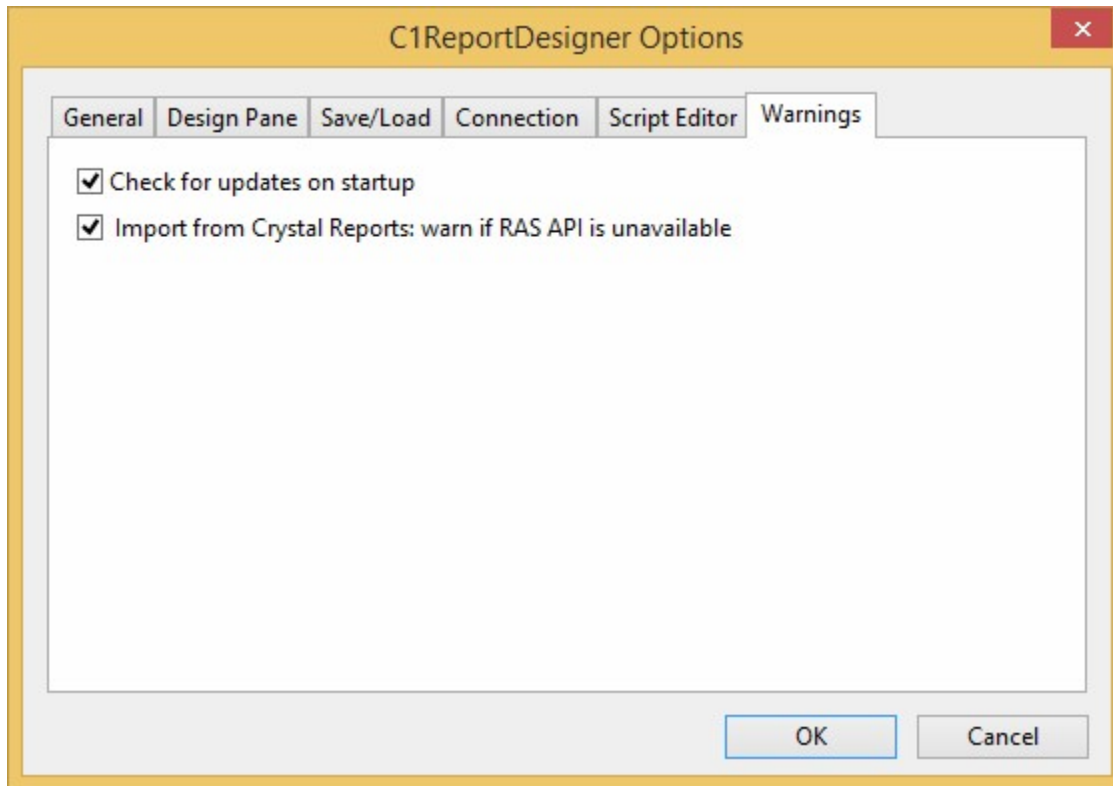 C1ReportDesigner Options
General Design Pane Save/Load Connection Script Editor Warnings
Check for updates on startup
Import from Crystal Reports: warn if RAS API is unavailable
OK Cancel